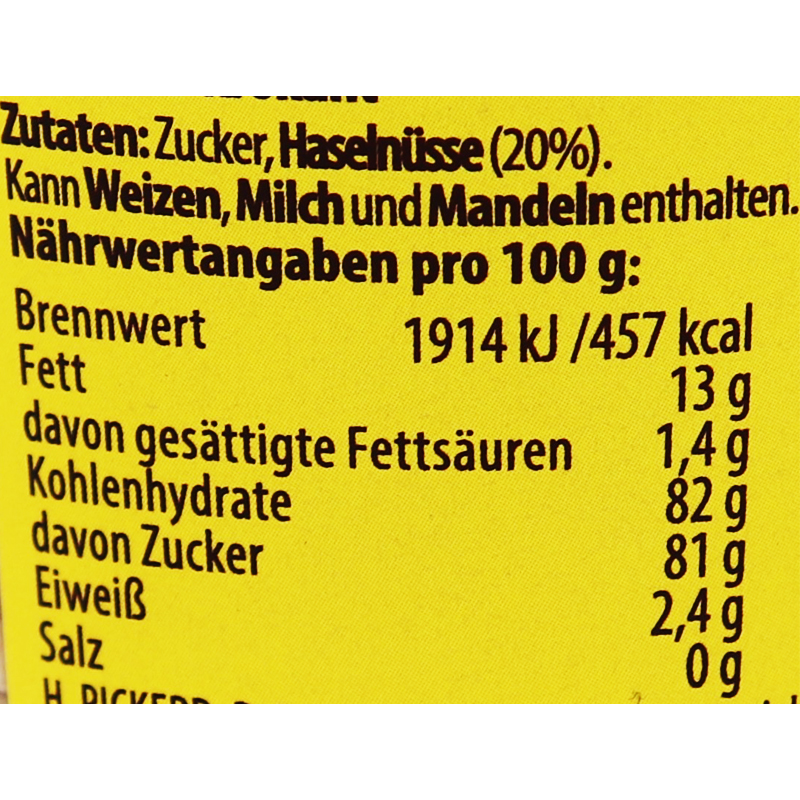 Zutaten: Zucker, Haselnüsse (20%).
Kann Weizen, Milch und Mandeln enthalten.
Nährwertangaben pro 100 g:
Brennwert 1914 kJ /457 kcal
Fett 13 g
davon gesättigte Fettsäuren 1,4 g
Kohlenhydrate 82 g
davon Zucker 81 g
Eiweiß 2,4 g
Salz 0 g